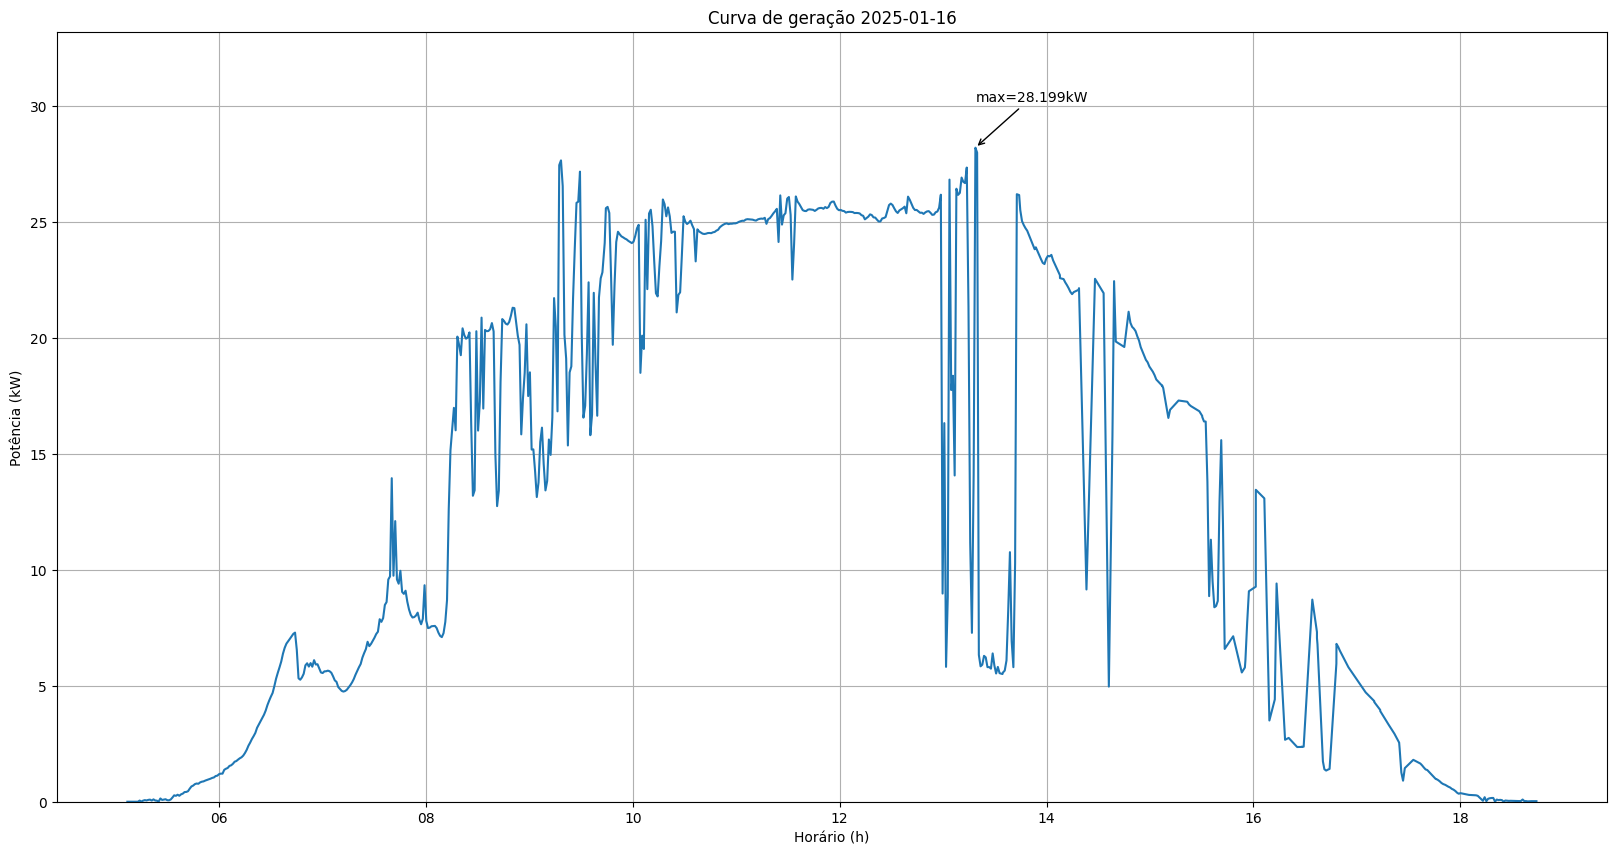 Curva de geração 2025-01-16
max=28.199kW
30
25
20
15
10
5
0
Potência (kW)
06 08 10 12 14 16 18
Horário (h)